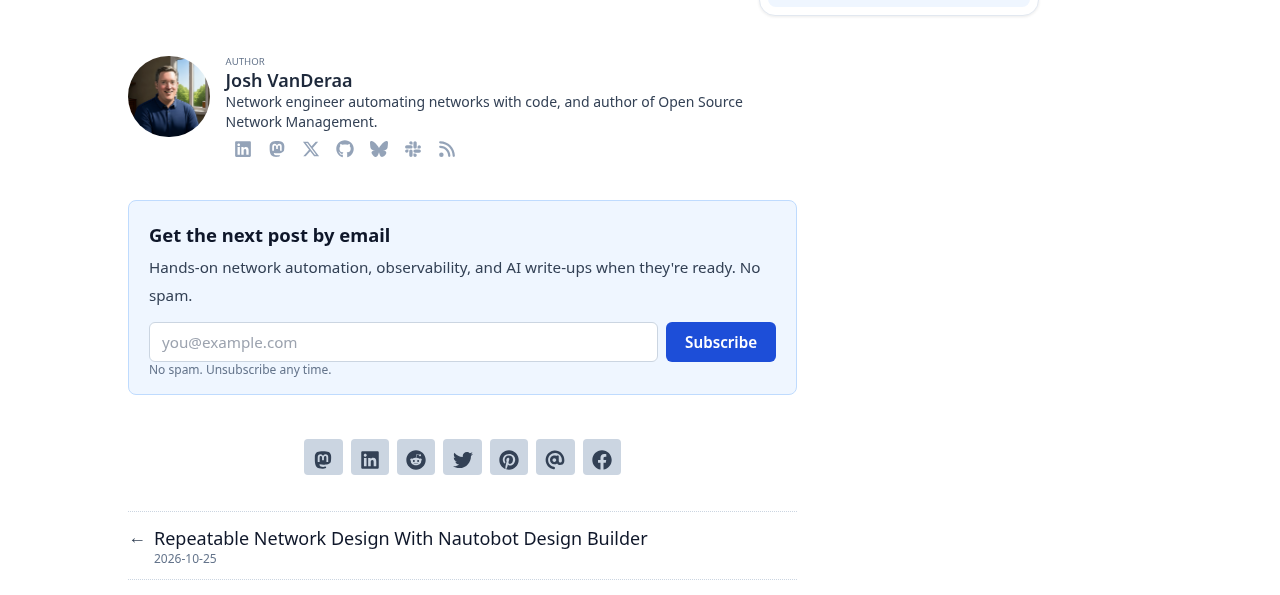 AUTHOR
Josh VanDeraa
Network engineer automating networks with code, and author of Open Source
Network Management.
Get the next post by email
Hands-on network automation, observability, and AI write-ups when they're ready. No
spam.
you@example.com
Subscribe
No spam. Unsubscribe any time.
← Repeatable Network Design With Nautobot Design Builder
2026-10-25